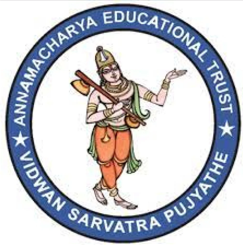 ANNAMACHARYA EDUCATIONAL TRUST
VIDWAN SARVATRA PUJYATHE